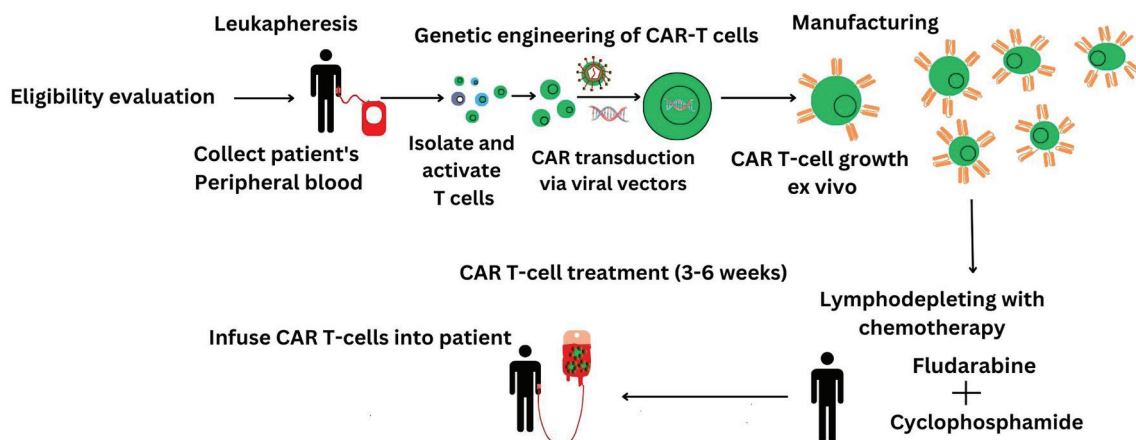 Leukapheresis
Genetic engineering of CAR-T cells
Manufacturing
Eligibility evaluation
Collect patient's
Peripheral blood
Isolate and
activate
T cells
CAR transduction
via viral vectors
CAR T-cell growth
ex vivo
CAR T-cell treatment (3-6 weeks)
Lymphodepleting with
chemotherapy
Fludarabine
+
Cyclophosphamide
Infuse CAR T-cells into patient